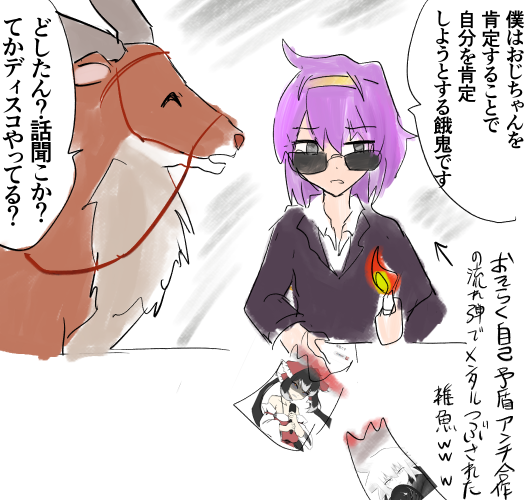 僕はおじちゃんを
肯定することで
自分を肯定
しようとする餓鬼です
どしたん？話聞こか？
てかディスコやってる？
おそらく自己矛盾アンチ合作
の流れ弾でメンタルつぶされた
雑魚www